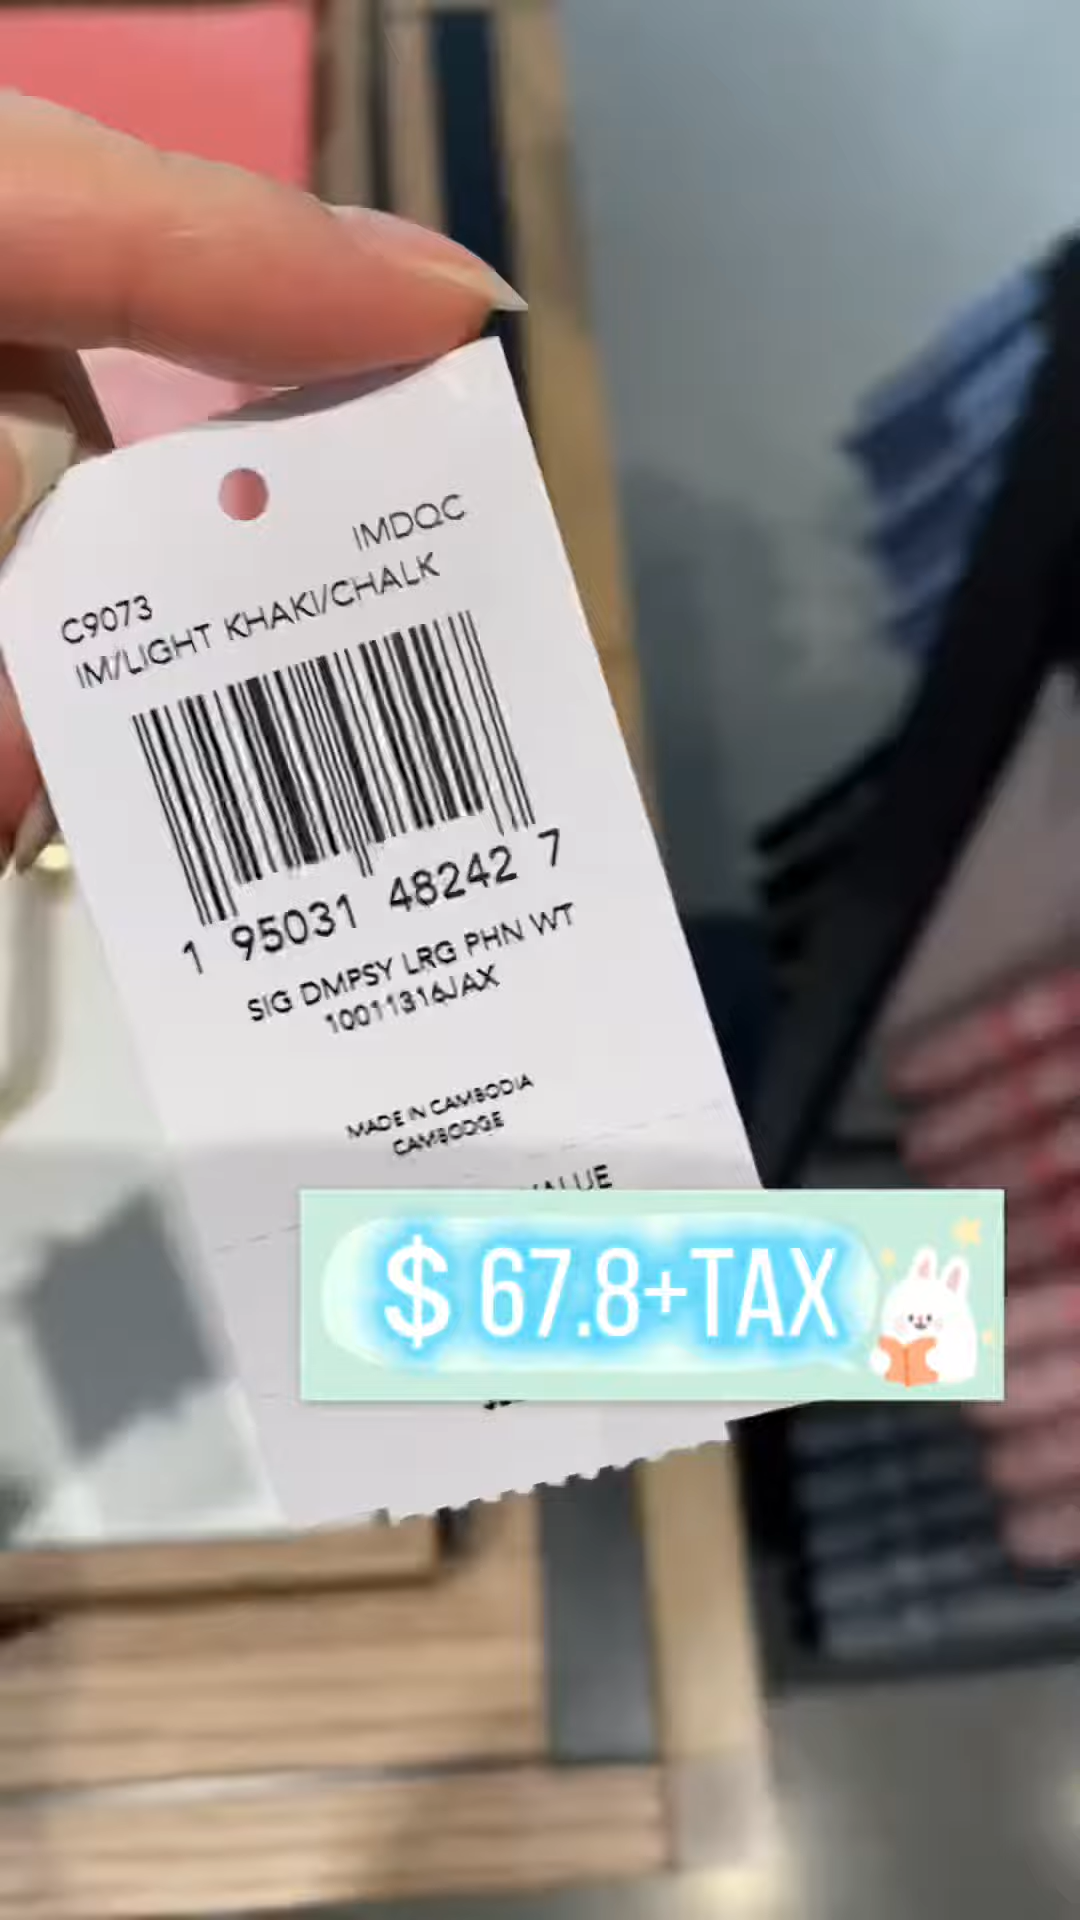 IMDQC
C9073
IM/LIGHT KHAKI/CHALK
1 95031 48242 7
SIG DMPSY LRG PHN WT
10011316JAX
MADE IN CAMBODIA
CAMBODGE
$ 67.8+TAX